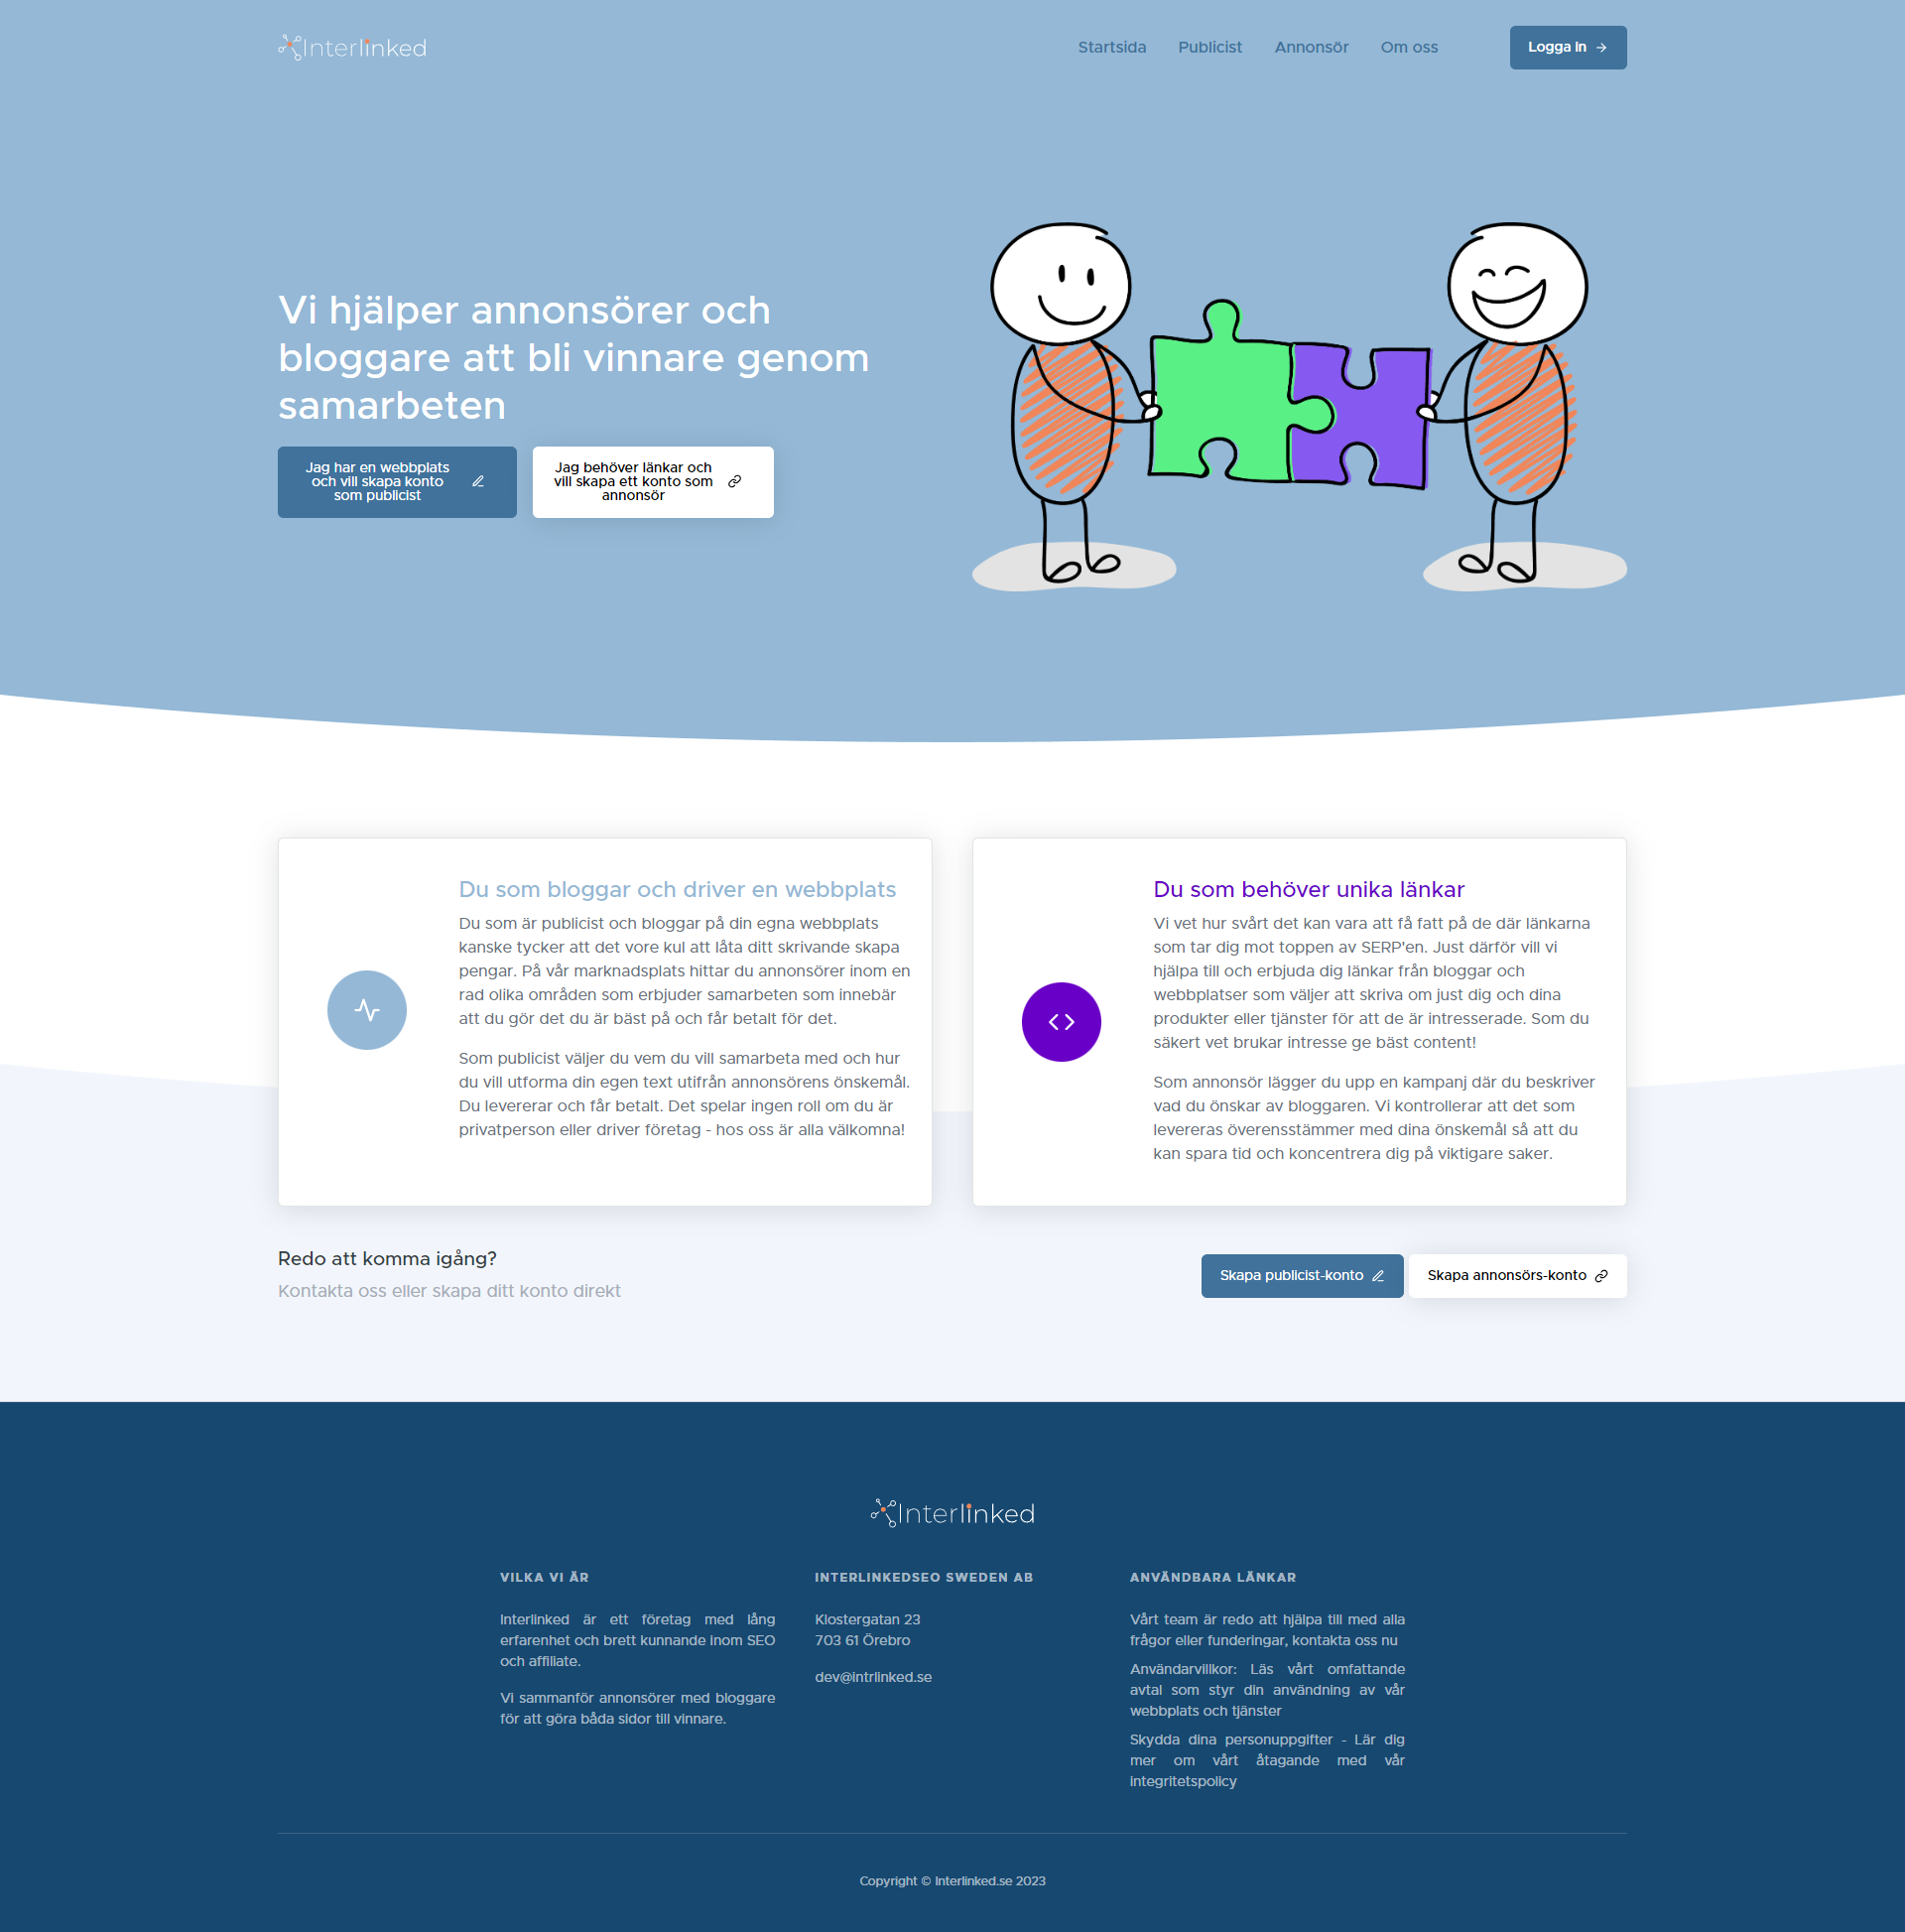 Interlinked
Startsida
Publicist
Annonsör
Om oss
Logga in
Vi hjälper annonsörer och
bloggare att bli vinnare genom
samarbeten
Jag har en webbplats
och vill skapa konto
som publicist
Jag behöver länkar och
vill skapa ett konto som
annonsör
Du som bloggar och driver en webbplats
Du som är publicist och bloggar på din egna webbplats
kanske tycker att det vore kul att låta ditt skrivande skapa
pengar. På vår marknadsplats hittar du annonsörer inom en
rad olika områden som erbjuder samarbeten som innebär
att du gör det du är bäst på och får betalt för det.
Som publicist väljer du vem du vill samarbeta med och hur
du vill utforma din egen text utifrån annonsörens önskemål.
Du levererar och får betalt. Det spelar ingen roll om du är
privatperson eller driver företag - hos oss är alla välkomna!
Du som behöver unika länkar
Vi vet hur svårt det kan vara att få fatt på de där länkarna
som tar dig mot toppen av SERP'en. Just därför vill vi
hjälpa till och erbjuda dig länkar från bloggar och
webbplatser som väljer att skriva om just dig och dina
produkter eller tjänster för att de är intresserade. Som du
säkert vet brukar intresse ge bäst content!
Som annonsör lägger du upp en kampanj där du beskriver
vad du önskar av bloggaren. Vi kontrollerar att det som
levereras överensstämmer med dina önskemål så att du
kan spara tid och koncentrera dig på viktigare saker.
Redo att komma igång?
Kontakta oss eller skapa ditt konto direkt
Skapa publicist-konto
Skapa annonsörs-konto
Interlinked
VILKA VI ÄR
Interlinked är ett företag med lång
erfarenhet och brett kunnande inom SEO
och affiliate.
Vi sammanför annonsörer med bloggare
för att göra båda sidor till vinnare.
INTERLINKEDSEO SWEDEN AB
Klostergatan 23
703 61 Örebro
dev@intrlinked.se
ANVÄNDBARA LÄNKAR
Vårt team är redo att hjälpa till med alla
frågor eller funderingar, kontakta oss nu
Användarvillkor: Läs vårt omfattande
avtal som styr din användning av vår
webbplats och tjänster
Skydda dina personuppgifter - Lär dig
mer om vårt åtagande med vår
integritetspolicy
Copyright © Interlinked.se 2023